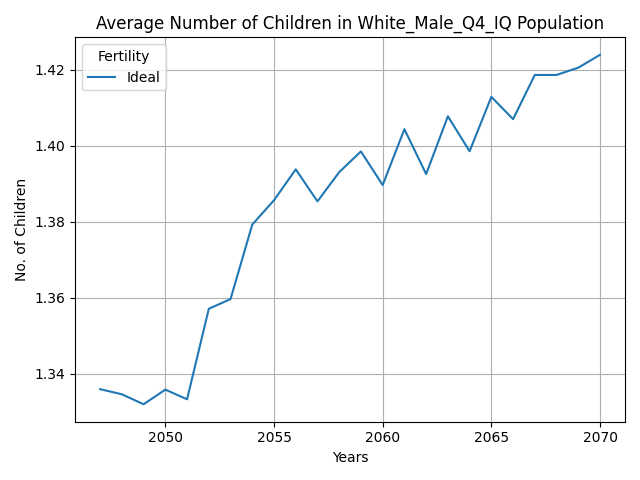 Average Number of Children in White_Male_Q4_IQ Population
Fertility
Ideal
1.42
1.40
1.38
1.36
1.34
No. of Children
2050
2055
2060
2065
2070
Years